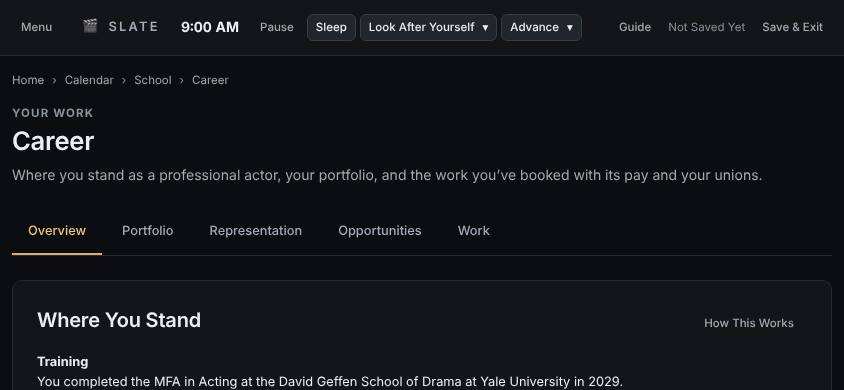 Menu SLATE 9:00 AM Pause Sleep Look After Yourself ▾ Advance ▾ Guide Not Saved Yet Save & Exit
Home › Calendar › School › Career
YOUR WORK
Career
Where you stand as a professional actor, your portfolio, and the work you’ve booked with its pay and your unions.
Overview Portfolio Representation Opportunities Work
Where You Stand How This Works
Training
You completed the MFA in Acting at the David Geffen School of Drama at Yale University in 2029.